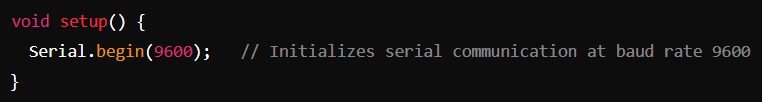 void setup() {
  Serial.begin(9600);   // Initializes serial communication at baud rate 9600
}